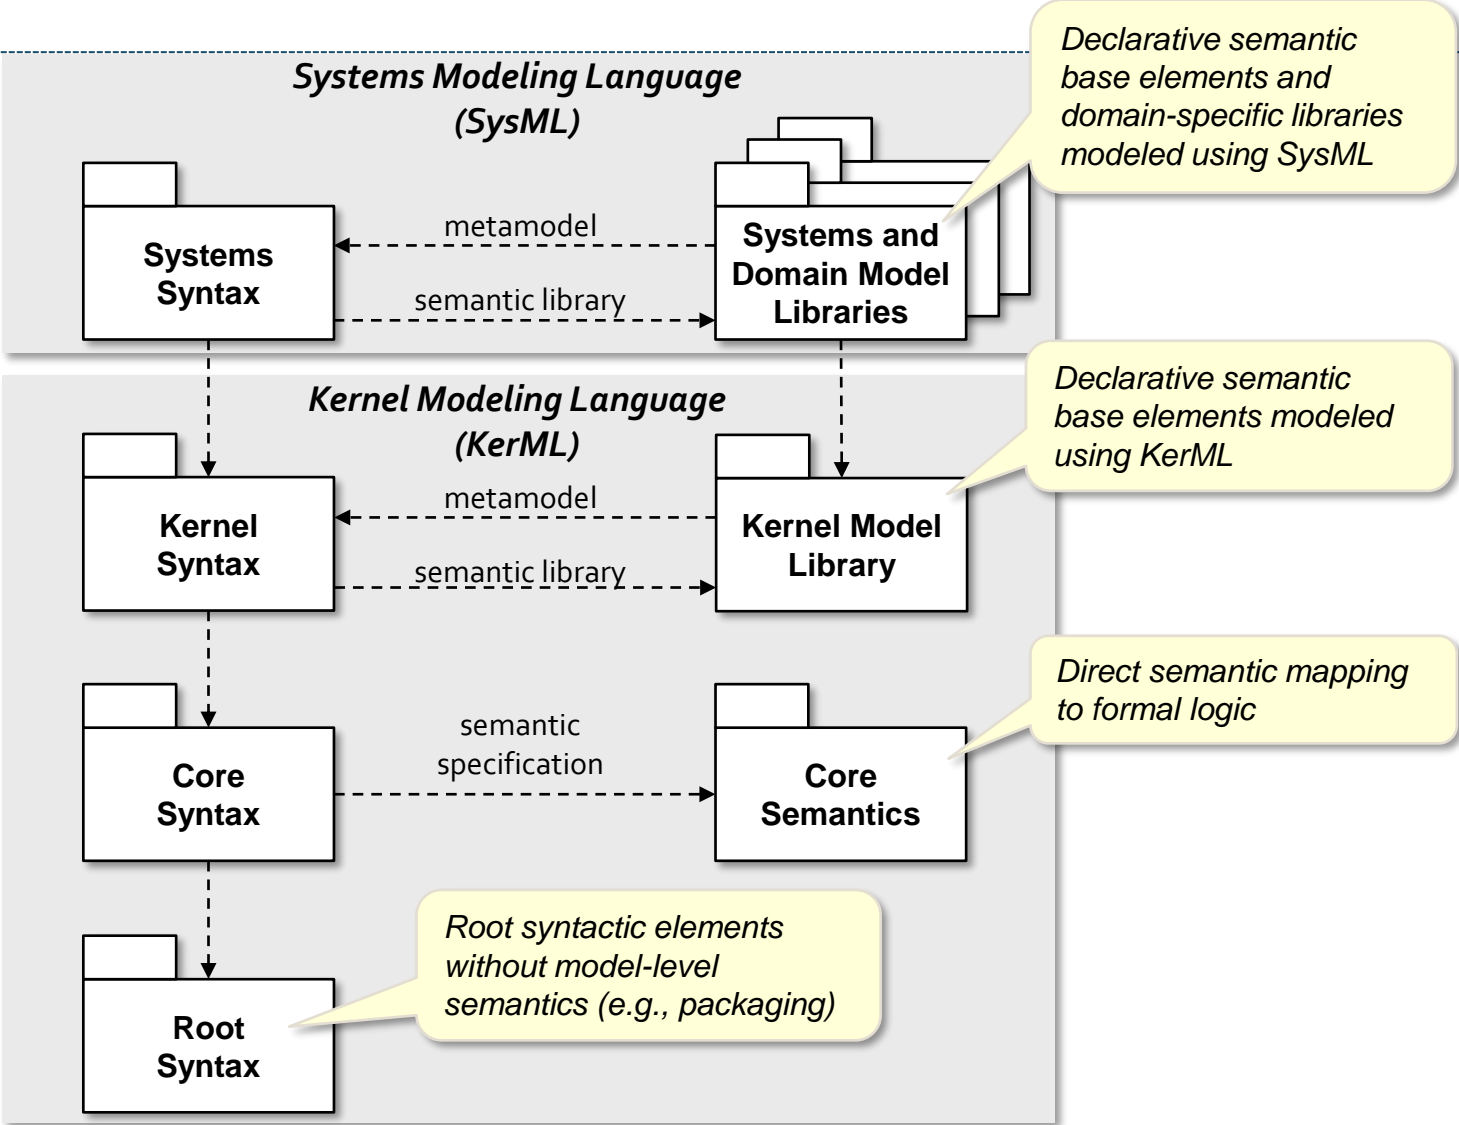 Systems Modeling Language
(SysML)
Declarative semantic
base elements and
domain-specific libraries
modeled using SysML
Systems
Syntax
metamodel
semantic library
Systems and
Domain Model
Libraries
Kernel Modeling Language
(KerML)
Declarative semantic
base elements modeled
using KerML
Kernel
Syntax
metamodel
semantic library
Kernel Model
Library
Direct semantic mapping
to formal logic
Core
Syntax
semantic
specification
Core
Semantics
Root syntactic elements
without model-level
semantics (e.g., packaging)
Root
Syntax